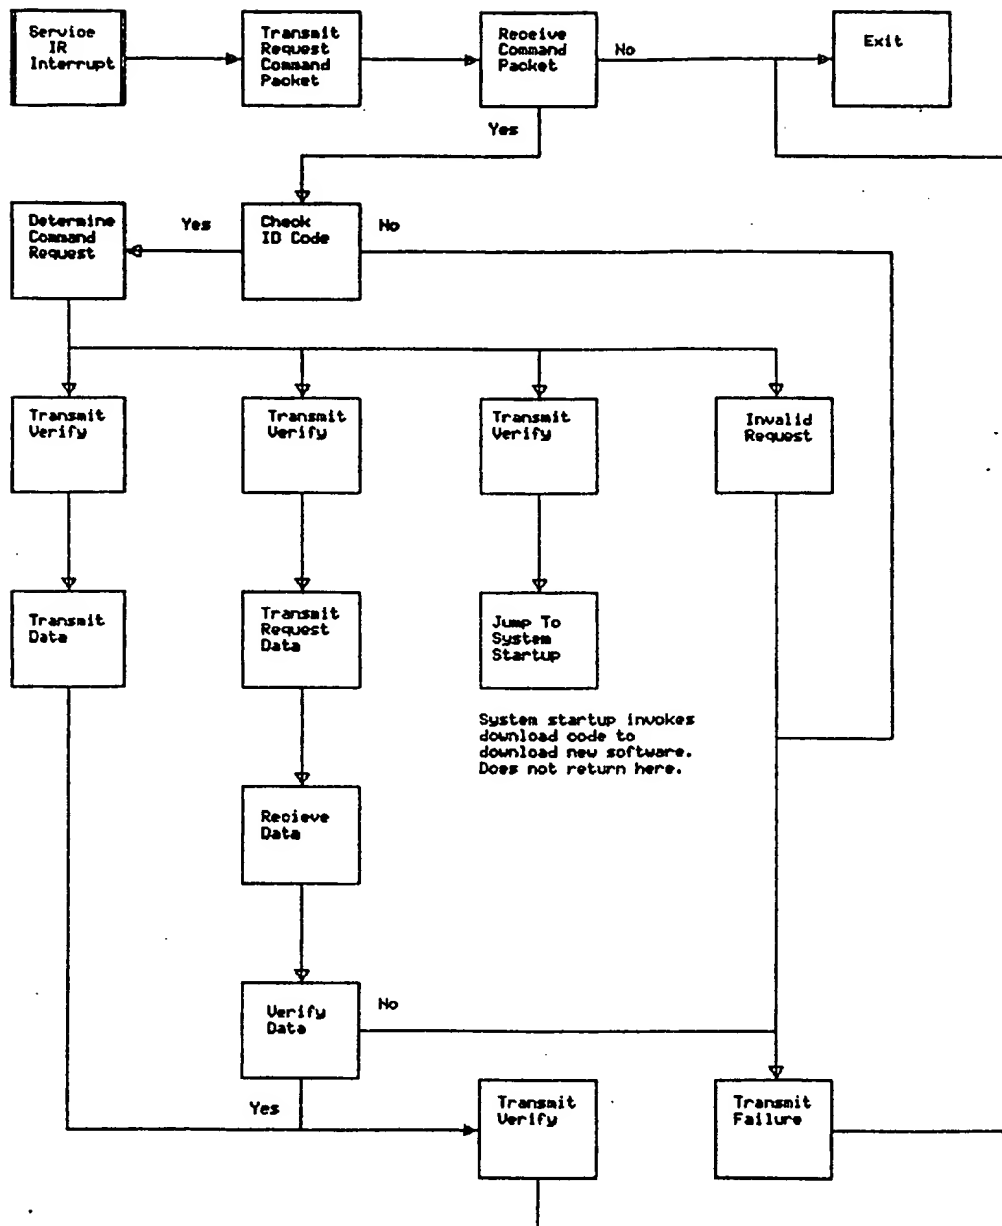 Service
IR
Interrupt
Transmit
Request
Command
Packet
Receive
Command
Packet
No
Exit
Yes
Determine
Command
Request
Yes
Check
ID Code
No
Transmit
Verify
Transmit
Verify
Transmit
Verify
Invalid
Request
Transmit
Data
Transmit
Request
Data
Jump To
System
Startup
System startup invokes
download code to
download new software.
Does not return here.
Recieve
Data
Verify
Data
No
Yes
Transmit
Verify
Transmit
Failure